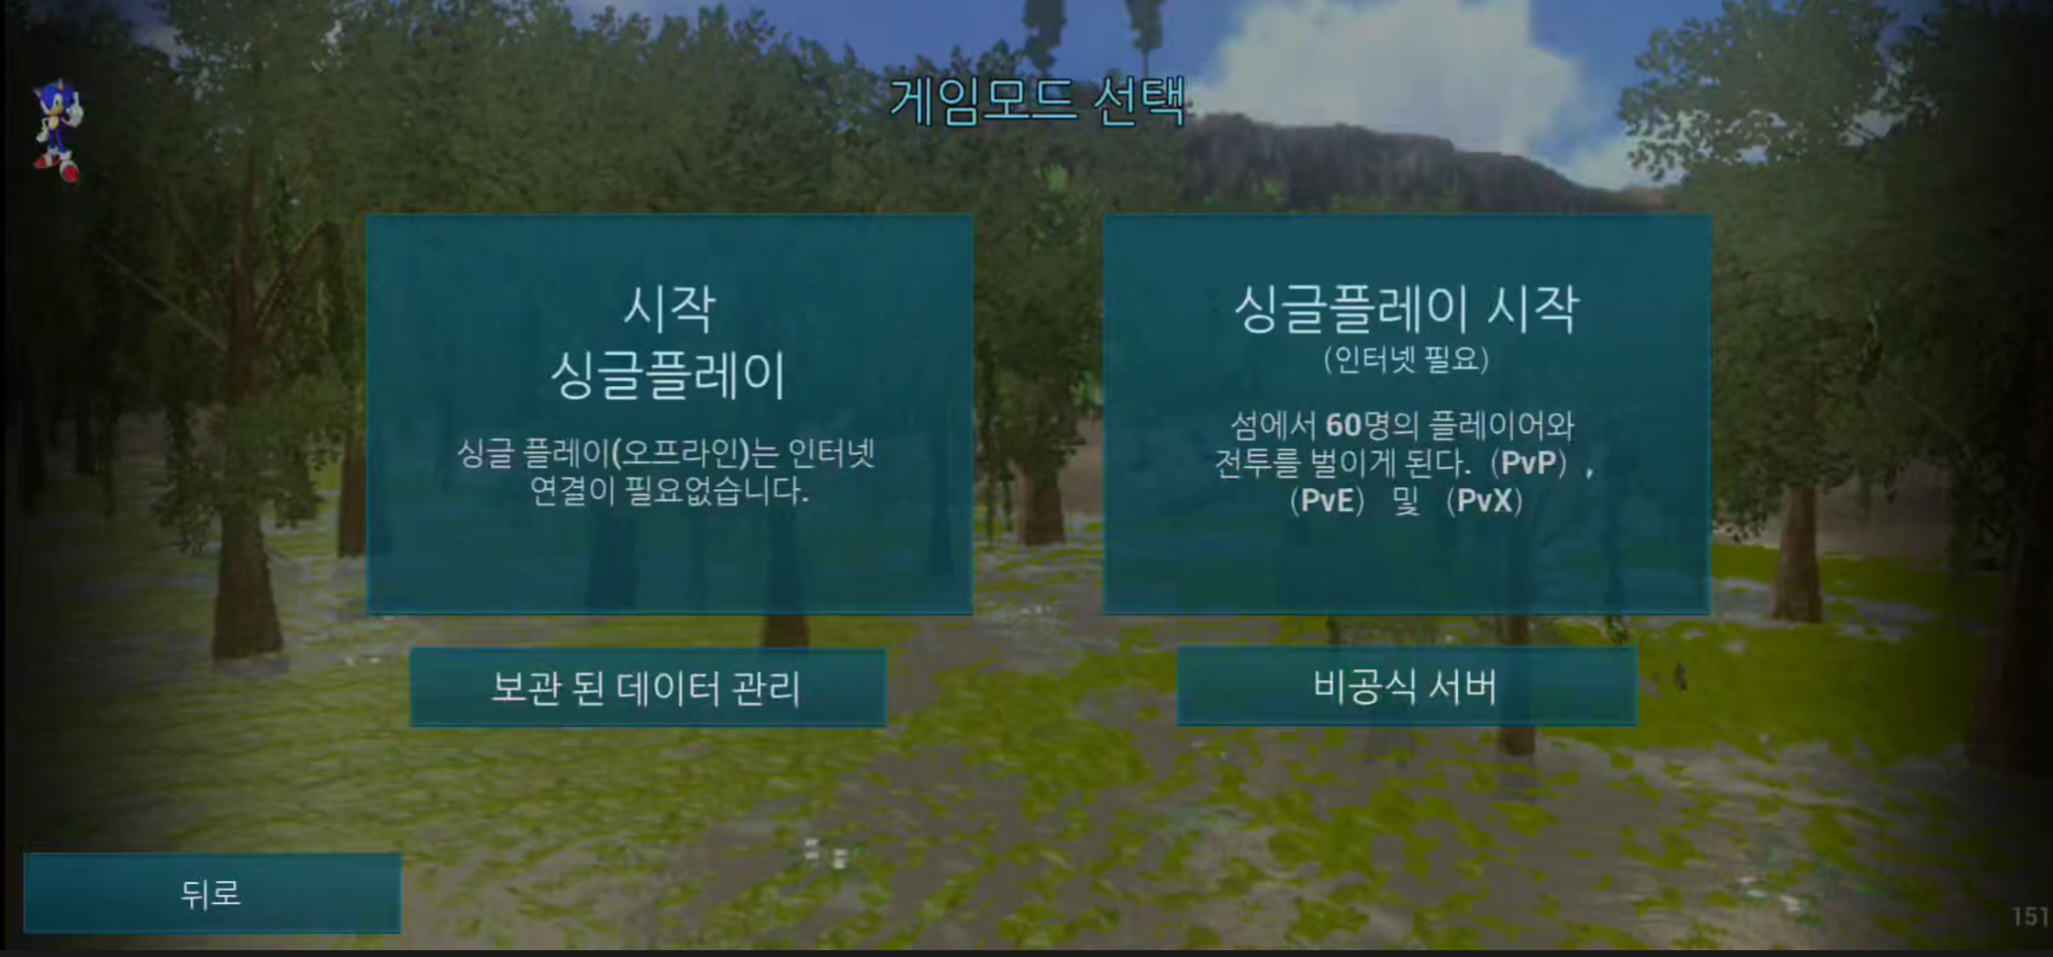 게임모드 선택
시작
싱글플레이
싱글 플레이(오프라인)는 인터넷
연결이 필요없습니다.
보관 된 데이터 관리
싱글플레이 시작
(인터넷 필요)
섬에서 60명의 플레이어와
전투를 벌이게 된다. (PvP) ,
(PvE) 및 (PvX)
비공식 서버
뒤로
151